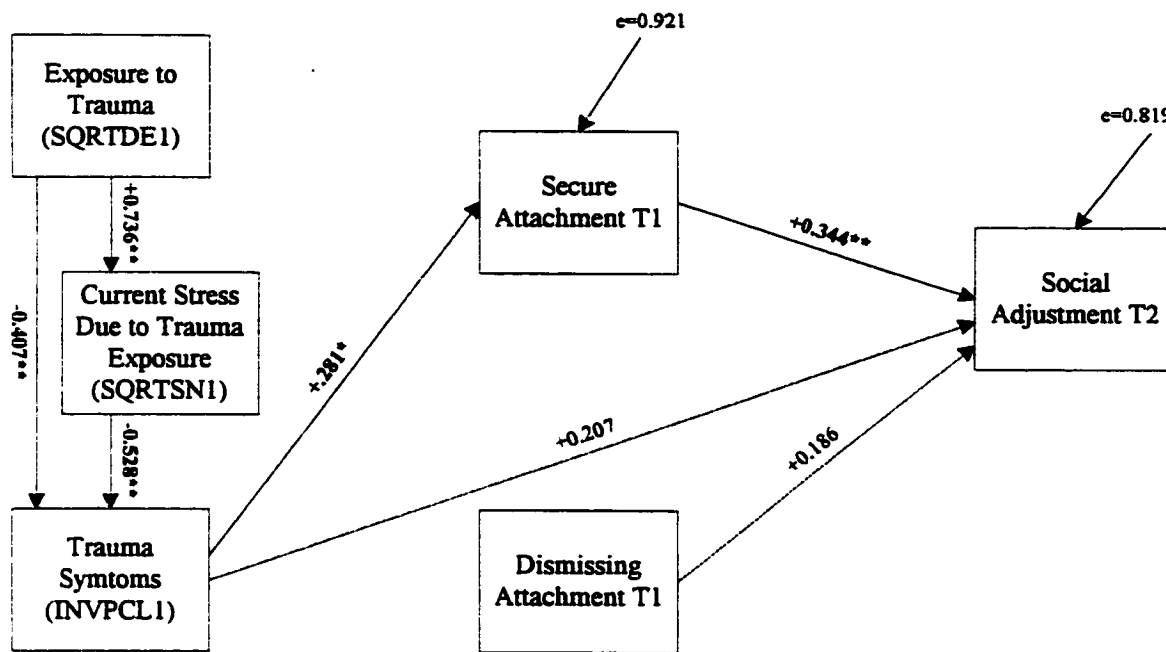 e=0.921
Exposure to
Trauma
(SQRTDE1)
e=0.819
Secure
Attachment T1
+0.736**
+0.344**
Social
Adjustment T2
Current Stress
Due to Trauma
Exposure
(SQRTSN1)
-0.407**
+.281*
-0.528**
+0.207
+0.186
Trauma
Symtoms
(INVPCL1)
Dismissing
Attachment T1